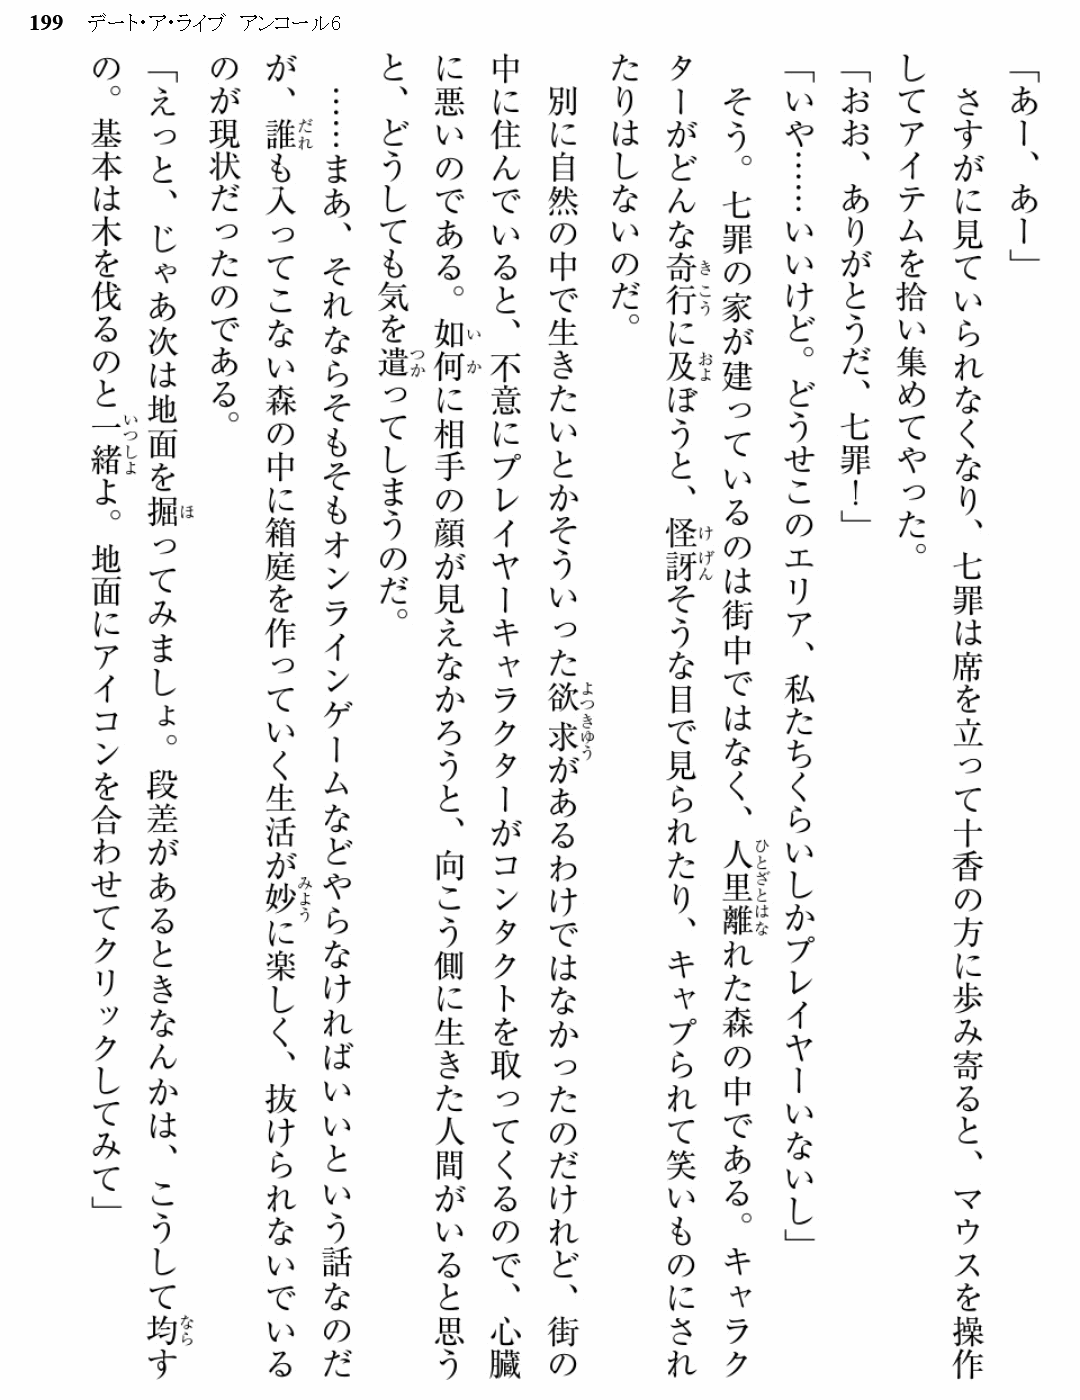 199 デート・ア・ライブ アンコール6
「あー、あー」
　さすがに見ていられなくなり、七罪は席を立って十香の方に歩み寄ると、マウスを操作
してアイテムを拾い集めてやった。
「おお、ありがとうだ、七罪！」
「いや……いいけど。どうせこのエリア、私たちくらいしかプレイヤーいないし」
　そう。七罪の家が建っているのは街中ではなく、人里離れた森の中である。キャラク
ターがどんな奇行に及ぼうと、怪訝そうな目で見られたり、キャプられて笑いものにされ
たりはしないのだ。
　別に自然の中で生きたいとかそういった欲求があるわけではなかったのだけれど、街の
中に住んでいると、不意にプレイヤーキャラクターがコンタクトを取ってくるので、心臓
に悪いのである。如何に相手の顔が見えなかろうと、向こう側に生きた人間がいると思う
と、どうしても気を遣ってしまうのだ。
　……まあ、それならそもそもオンラインゲームなどやらなければいいという話なのだ
が、誰も入ってこない森の中に箱庭を作っていく生活が妙に楽しく、抜けられないでいる
のが現状だったのである。
「えっと、じゃあ次は地面を掘ってみましょ。段差があるときなんかは、こうして均す
の。基本は木を伐るのと一緒よ。地面にアイコンを合わせてクリックしてみて」